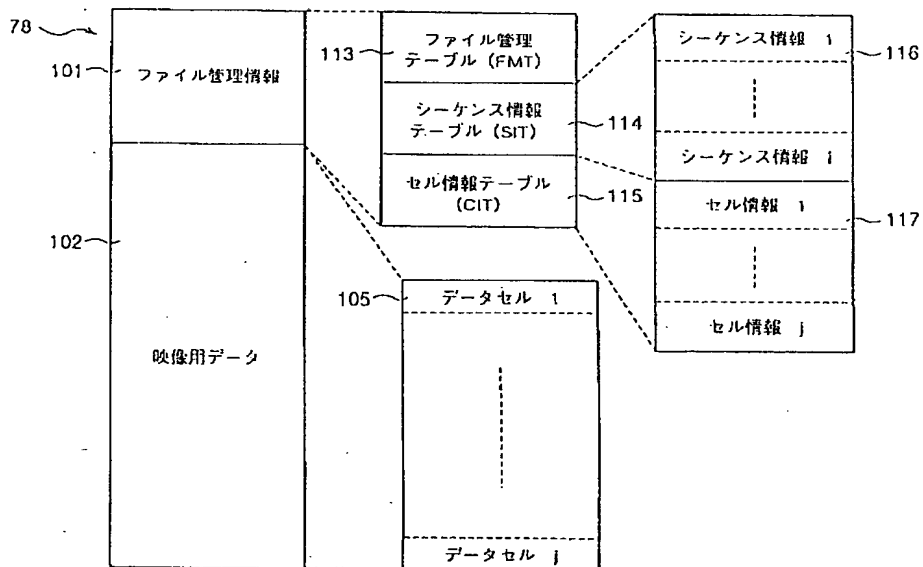 78
101
ファイル管理情報
102
映像用データ
113
ファイル管理
テーブル (FMT)
シーケンス情報
テーブル (SIT)
114
セル情報テーブル
(CIT)
115
シーケンス情報 1
116
シーケンス情報 i
セル情報 1
117
セル情報 j
105
データセル 1
データセル j